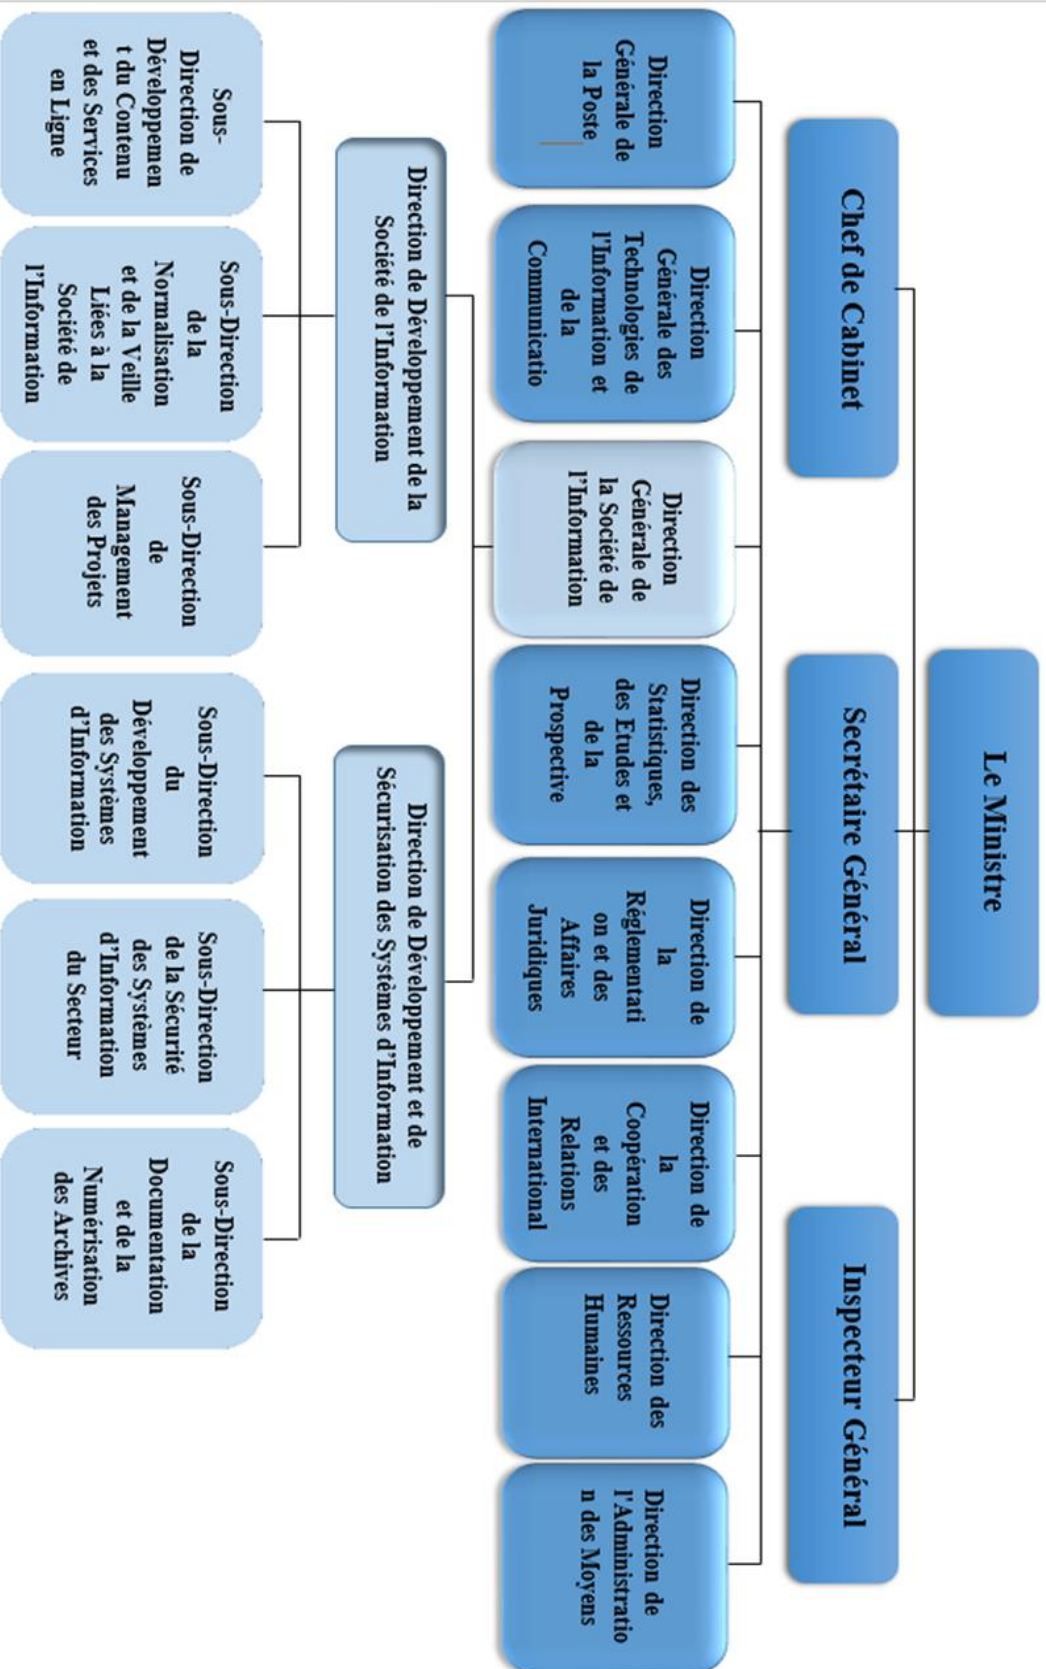 Le Ministre
Chef de Cabinet
Secrétaire Général
Inspecteur Général
Direction
Générale de
la Poste
Direction
Générale des
Technologies de
l'Information et
de la
Communicatio
Direction
Générale de
la Société de
l'Information
Direction des
Statistiques,
des Etudes et
de la
Prospective
Direction de
la
Réglementati
on et des
Affaires
Juridiques
Direction de
la
Coopération
et des
Relations
International
Direction des
Ressources
Humaines
Direction de
l'Administratio
n des Moyens
Direction de Développement de la
Société de l'Information
Direction de Développement et de
Sécurisation des Systèmes d'Information
Sous-
Direction de
Développemen
t du Contenu
et des Services
en Ligne
Sous-Direction
de la
Normalisation
et de la Veille
Liées à la
Société de
l'Information
Sous-Direction
de
Management
des Projets
Sous-Direction
du
Développement
des Systèmes
d'Information
Sous-Direction
de la Sécurité
des Systèmes
d'Information
du Secteur
Sous-Direction
de la
Documentation
et de la
Numérisation
des Archives